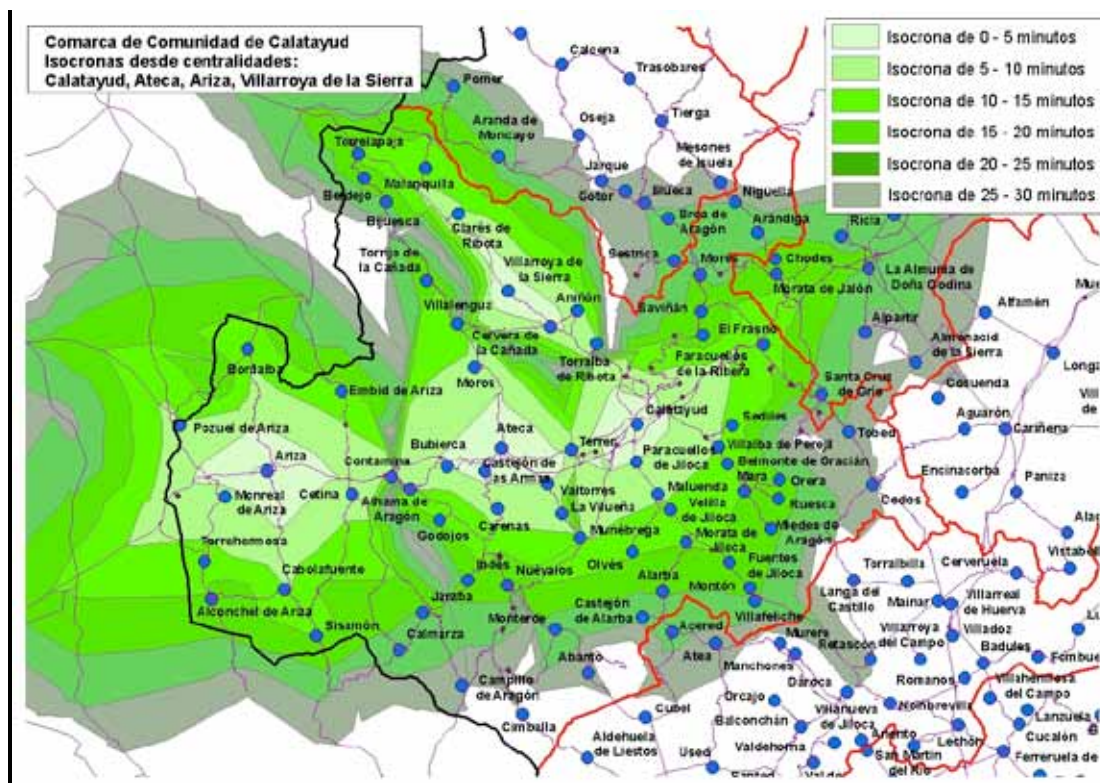 Comarca de Comunidad de Calatayud
Isocronas desde centralidades:
Calatayud, Ateca, Ariza, Villarroya de la Sierra
Isocrona de 0 - 5 minutos
Isocrona de 5 - 10 minutos
Isocrona de 10 - 15 minutos
Isocrona de 15 - 20 minutos
Isocrona de 20 - 25 minutos
Isocrona de 25 - 30 minutos
Calcena
Pomer
Trasobares
Aranda de
Moncayo
Oseja
Tierga
Torrelapaja
Jarque
Mesones
de Isuela
Malanquilla
Gotor
Illueca
Niguella
Berdejo
Bijuesca
Clarés de
Ribota
Brea de
Aragón
Arándiga
Ricla
Torrija de
la Cañada
Villarroya de
la Sierra
Sestrica
Morés
Chodes
La Almunia de
Doña Godina
Morata de Jalón
Villalengua
Aniñón
Saviñán
Alfamén
Alpartir
Cervera de
la Cañada
El Frasno
Almonacid
de la Sierra
Longa
Torralba
de Ribota
Paracuellos
de la Ribera
Bordalba
Moros
Embid de Ariza
Santa Cruz
de Grio
Cosuenda
Calatayud
Aguarón
Pozuel de Ariza
Ateca
Sediles
Cariñena
Bubierca
Terrer
Villalba de Perejil
Tobed
Ariza
Contamina
Castejón de
las Armas
Paracuellos
de Jiloca
Belmonte de Gracián
Encinacorba
Paniza
Monreal
de Ariza
Cetina
Valtorres
Maluenda
Mara
Orera
Alhama de
Aragón
La Vilueña
Velilla
de Jiloca
Ruesca
Codos
Carenas
Godojos
Munébrega
Morata de
Jiloca
Miedes de
Aragón
Torrehermosa
Vistabell
Olvés
Ibdes
Nuévalos
Fuentes
de Jiloca
Torralbilla
Cerveruela
Cabolafuente
Alarba
Montón
Alconchel de Ariza
Jaraba
Langa del
Castillo
Mainar
Villarreal
de Huerva
Castejón
de Alarba
Villafeliche
Sisamón
Calmarza
Monterde
Acered
Murero
Villarroya
del Campo
Villadoz
Retascón
Badules
Abanto
Atea
Manchones
Fombue
Campillo
de Aragón
Daroca
Romanos
Villahermosa
del Campo
Orcajo
Cimballa
Cubel
Balconchán
Villanueva
de Jiloca
Nombrevilla
Lanzuela
Cucalón
Aldehuela
de Liestos
Used
Valdehorna
Anento
Lechón
San Martín
del Río
Ferreruela de
Santed
Val de